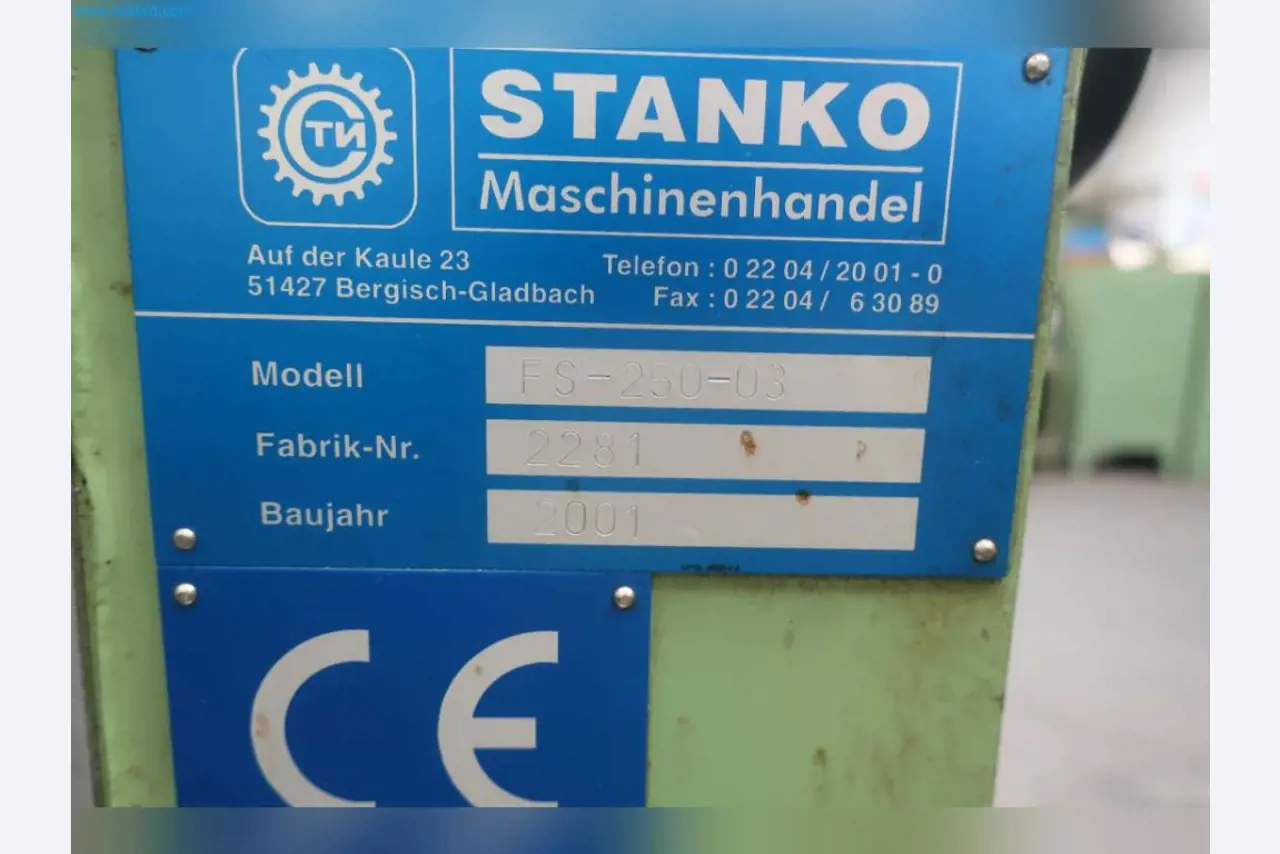 СТИ
STANKO
Maschinenhandel
Auf der Kaule 23
51427 Bergisch-Gladbach
Telefon : 0 22 04 / 20 01 - 0
Fax : 0 22 04 / 6 30 89
Modell FS-250-03
Fabrik-Nr. 2281
Baujahr 2001
CE